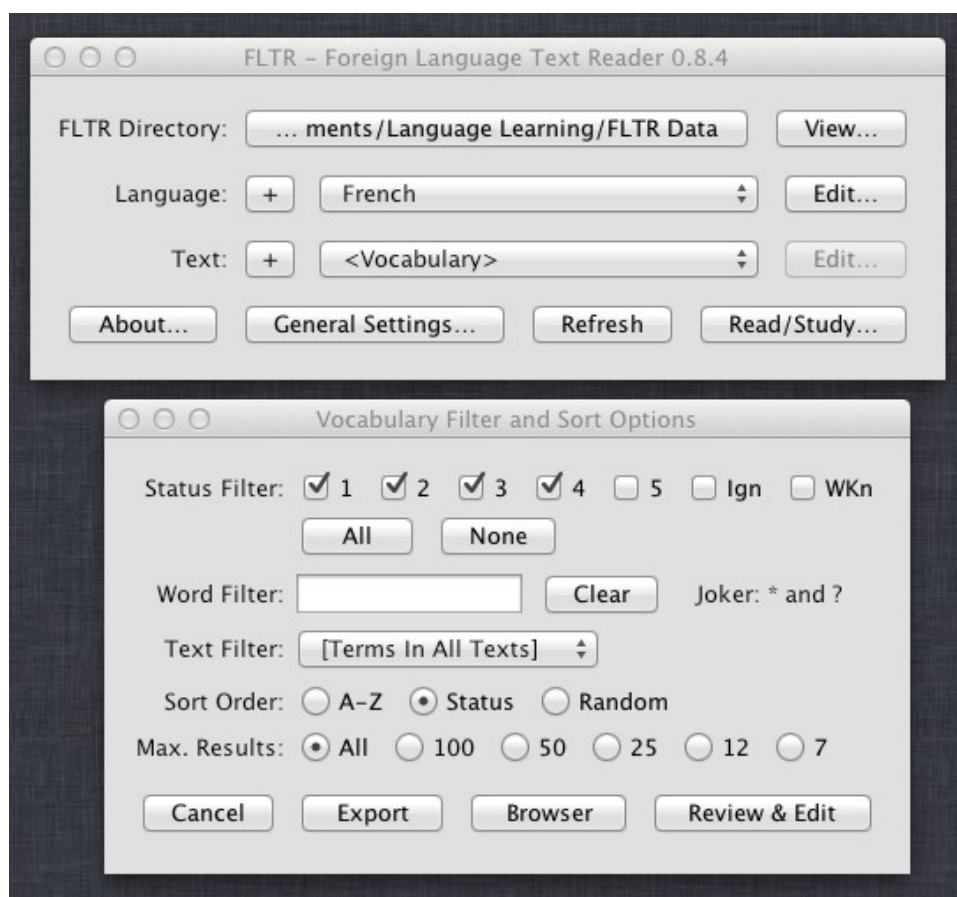 FLTR – Foreign Language Text Reader 0.8.4
FLTR Directory: ... ments/Language Learning/FLTR Data View...
Language: + French Edit...
Text: + <Vocabulary> Edit...
About... General Settings... Refresh Read/Study...
Vocabulary Filter and Sort Options
Status Filter: 1 2 3 4 5 Ign WKn
All None
Word Filter: Clear Joker: * and ?
Text Filter: [Terms In All Texts]
Sort Order: A–Z Status Random
Max. Results: All 100 50 25 12 7
Cancel Export Browser Review & Edit